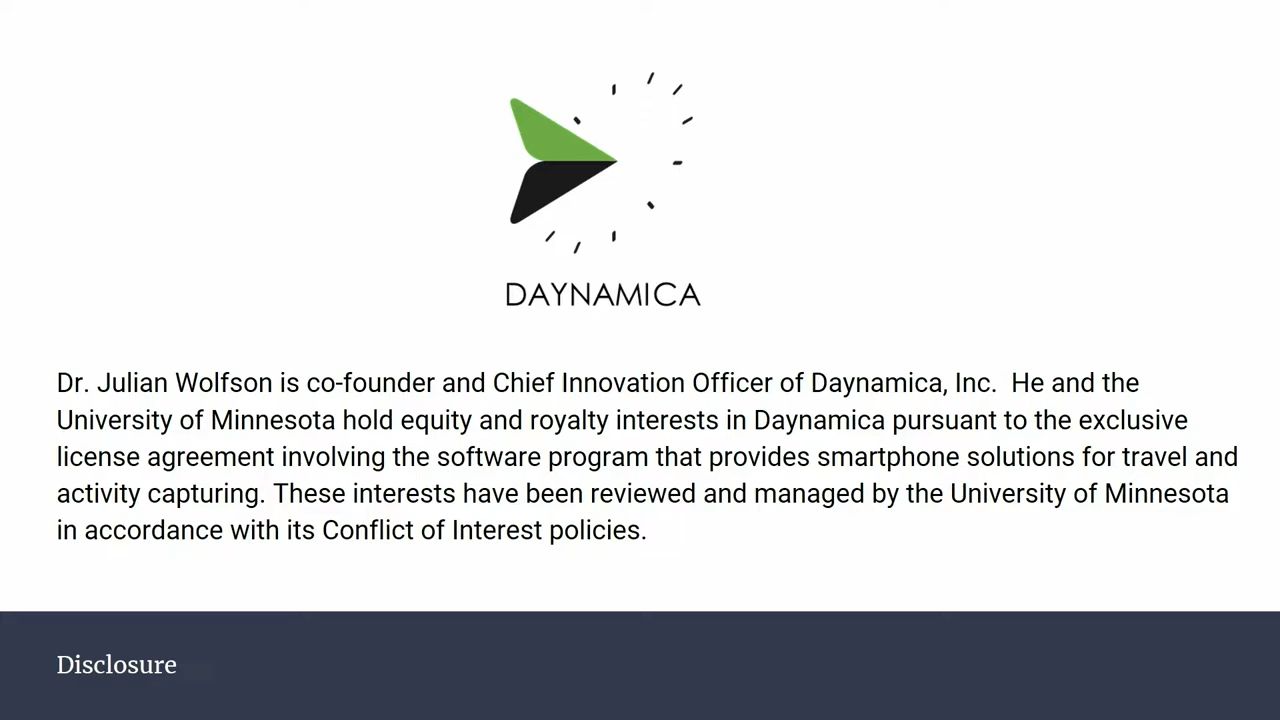 DAYNAMICA
Dr. Julian Wolfson is co-founder and Chief Innovation Officer of Daynamica, Inc.  He and the
University of Minnesota hold equity and royalty interests in Daynamica pursuant to the exclusive
license agreement involving the software program that provides smartphone solutions for travel and
activity capturing. These interests have been reviewed and managed by the University of Minnesota
in accordance with its Conflict of Interest policies.
Disclosure